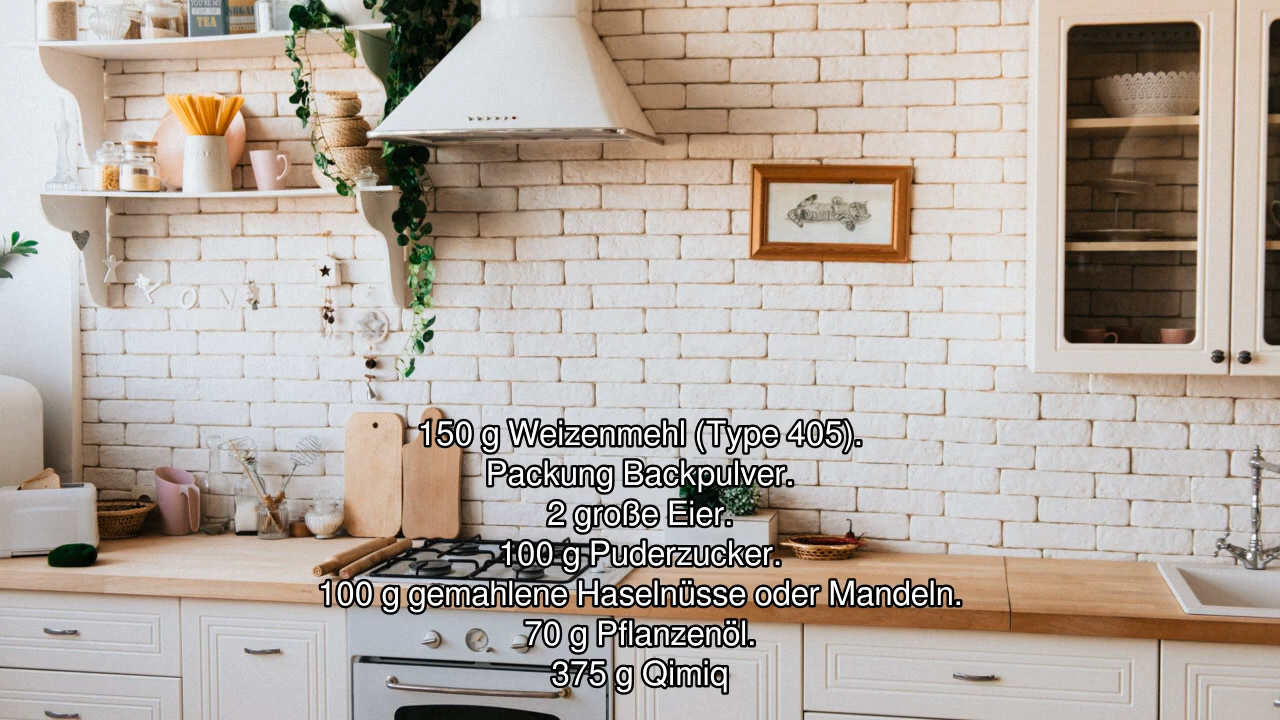 150 g Weizenmehl (Type 405).
Packung Backpulver.
2 große Eier.
100 g Puderzucker.
100 g gemahlene Haselnüsse oder Mandeln.
70 g Pflanzenöl.
375 g Qimiq